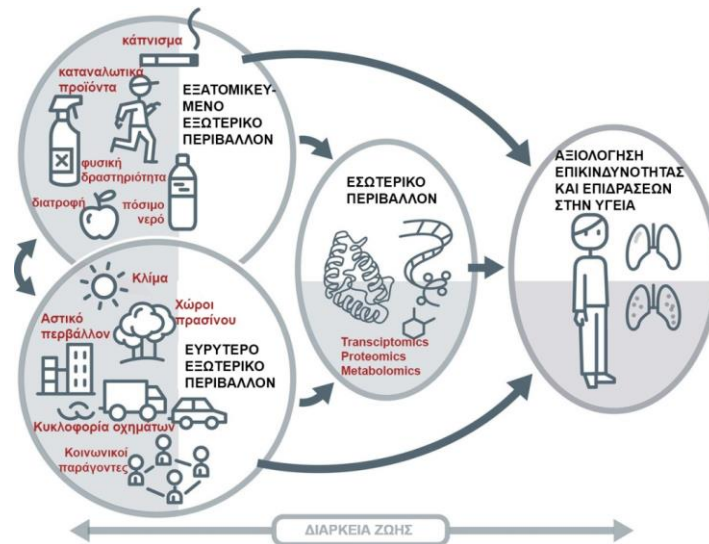 κάπνισμα
καταναλωτικά
προϊόντα
ΕΞΑΤΟΜΙΚΕΥ-
ΜΕΝΟ
ΕΞΩΤΕΡΙΚΟ
ΠΕΡΙΒΑΛΛΟΝ
φυσική
δραστηριότητα
διατροφή
πόσιμο
νερό
Κλίμα
Χώροι
πρασίνου
Αστικό
περβάλλον
ΕΥΡΥΤΕΡΟ
ΕΞΩΤΕΡΙΚΟ
ΠΕΡΙΒΑΛΛΟΝ
Κυκλοφορία οχημάτων
Κοινωνικοί
παράγοντες
ΕΣΩΤΕΡΙΚΟ
ΠΕΡΙΒΑΛΛΟΝ
Transciptomics
Proteomics
Metabolomics
ΑΞΙΟΛΟΓΗΣΗ
ΕΠΙΚΙΝΔΥΝΟΤΗΤΑΣ
ΚΑΙ ΕΠΙΔΡΑΣΕΩΝ
ΣΤΗΝ ΥΓΕΙΑ
ΔΙΑΡΚΕΙΑ ΖΩΗΣ